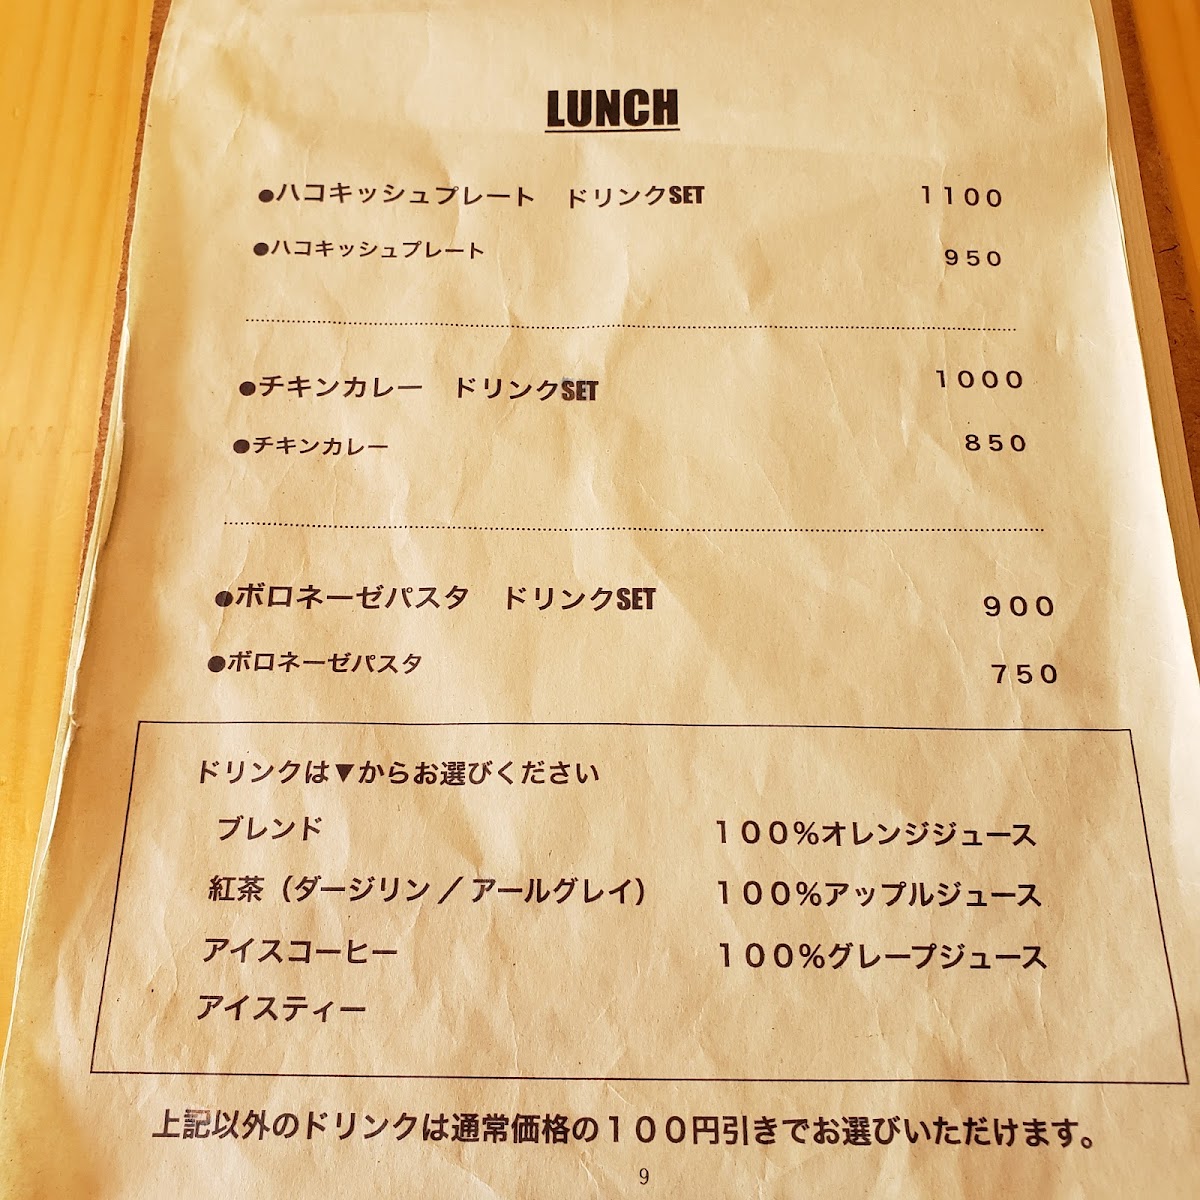 LUNCH
●ハコキッシュプレート　ドリンクSET　1100
●ハコキッシュプレート　950
●チキンカレー　ドリンクSET　1000
●チキンカレー　850
●ボロネーゼパスタ　ドリンクSET　900
●ボロネーゼパスタ　750
ドリンクは▼からお選びください
ブレンド　100%オレンジジュース
紅茶（ダージリン／アールグレイ）　100%アップルジュース
アイスコーヒー　100%グレープジュース
アイスティー
上記以外のドリンクは通常価格の100円引きでお選びいただけます。
9